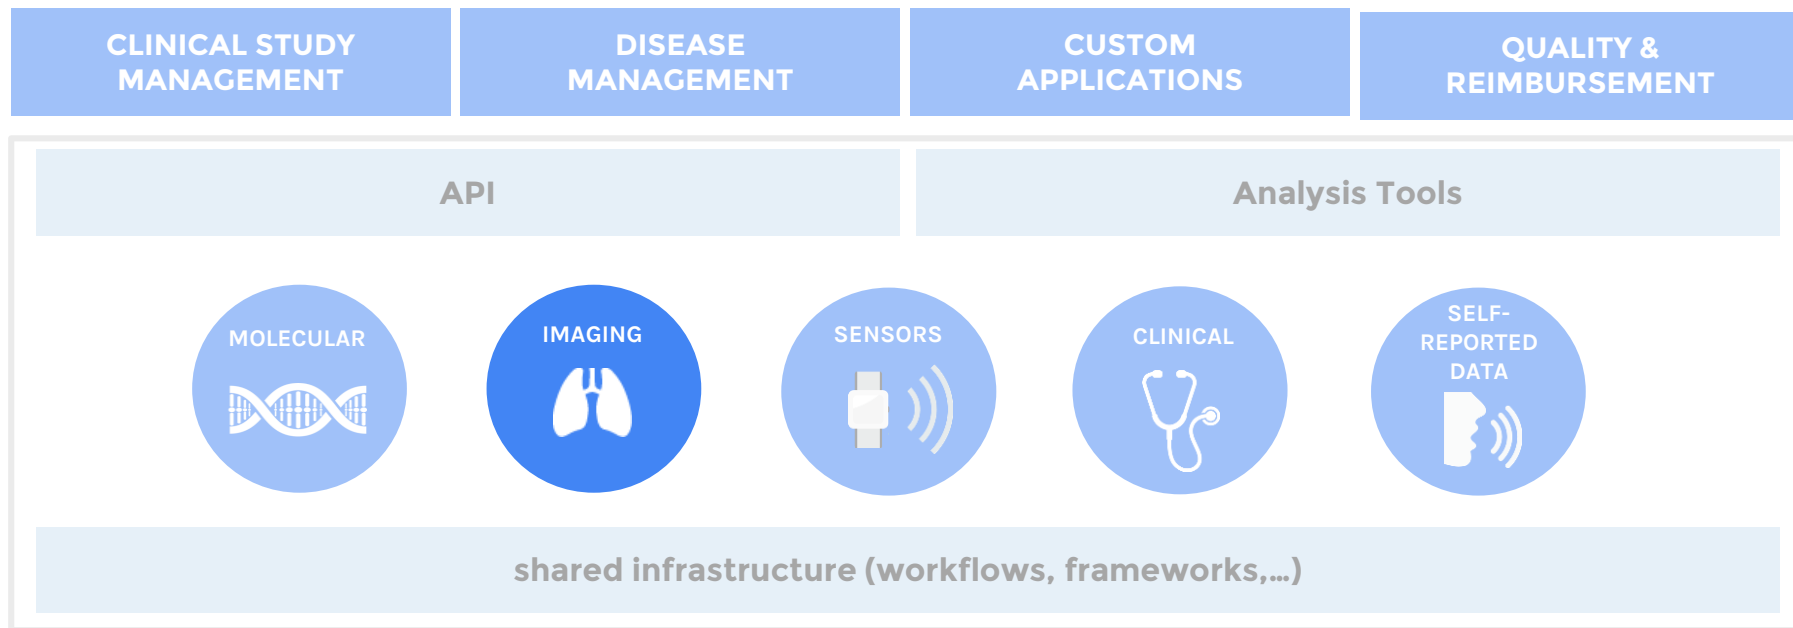 CLINICAL STUDY
MANAGEMENT
DISEASE
MANAGEMENT
CUSTOM
APPLICATIONS
QUALITY &
REIMBURSEMENT
API
Analysis Tools
MOLECULAR
IMAGING
SENSORS
CLINICAL
SELF-
REPORTED
DATA
shared infrastructure (workflows, frameworks,...)